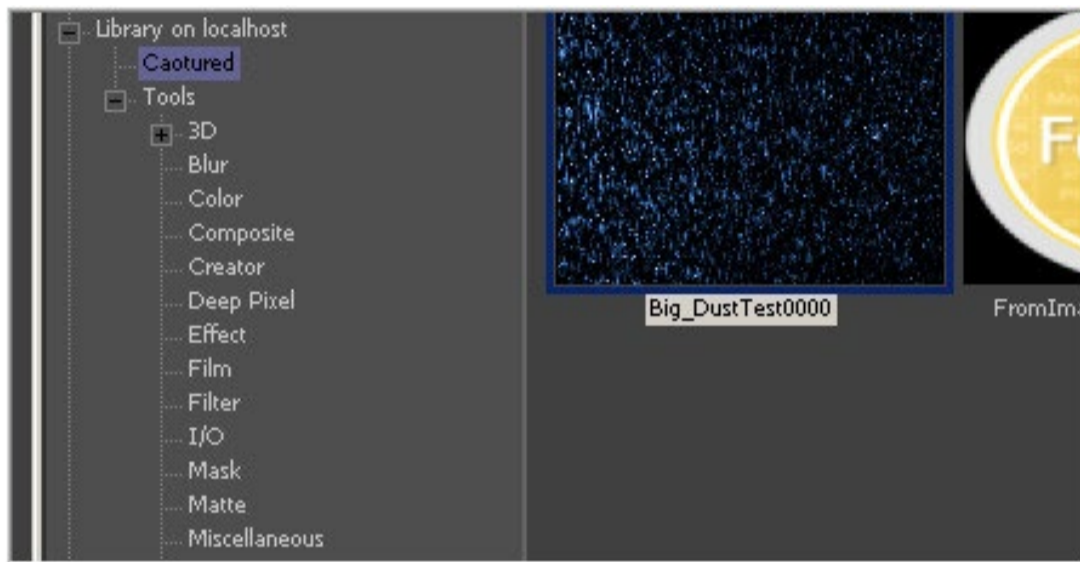 Library on localhost
Caotured
Tools
3D
Blur
Color
Composite
Creator
Deep Pixel
Effect
Film
Filter
I/O
Mask
Matte
Miscellaneous
Big_DustTest0000
FromIma